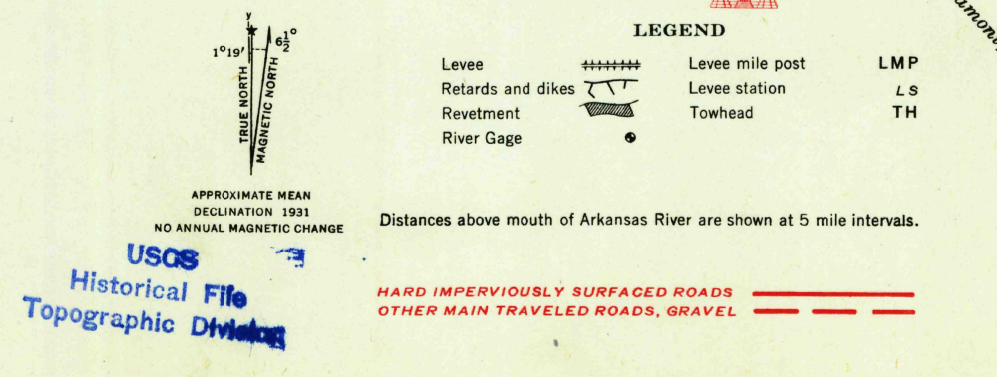 y
1°19'
6½°
TRUE NORTH
MAGNETIC NORTH
APPROXIMATE MEAN
DECLINATION 1931
NO ANNUAL MAGNETIC CHANGE
USGS
Historical File
Topographic Division
LEGEND
Levee
Retards and dikes
Revetment
River Gage
Levee mile post LMP
Levee station LS
Towhead TH
Distances above mouth of Arkansas River are shown at 5 mile intervals.
HARD IMPERVIOUSLY SURFACED ROADS
OTHER MAIN TRAVELED ROADS, GRAVEL